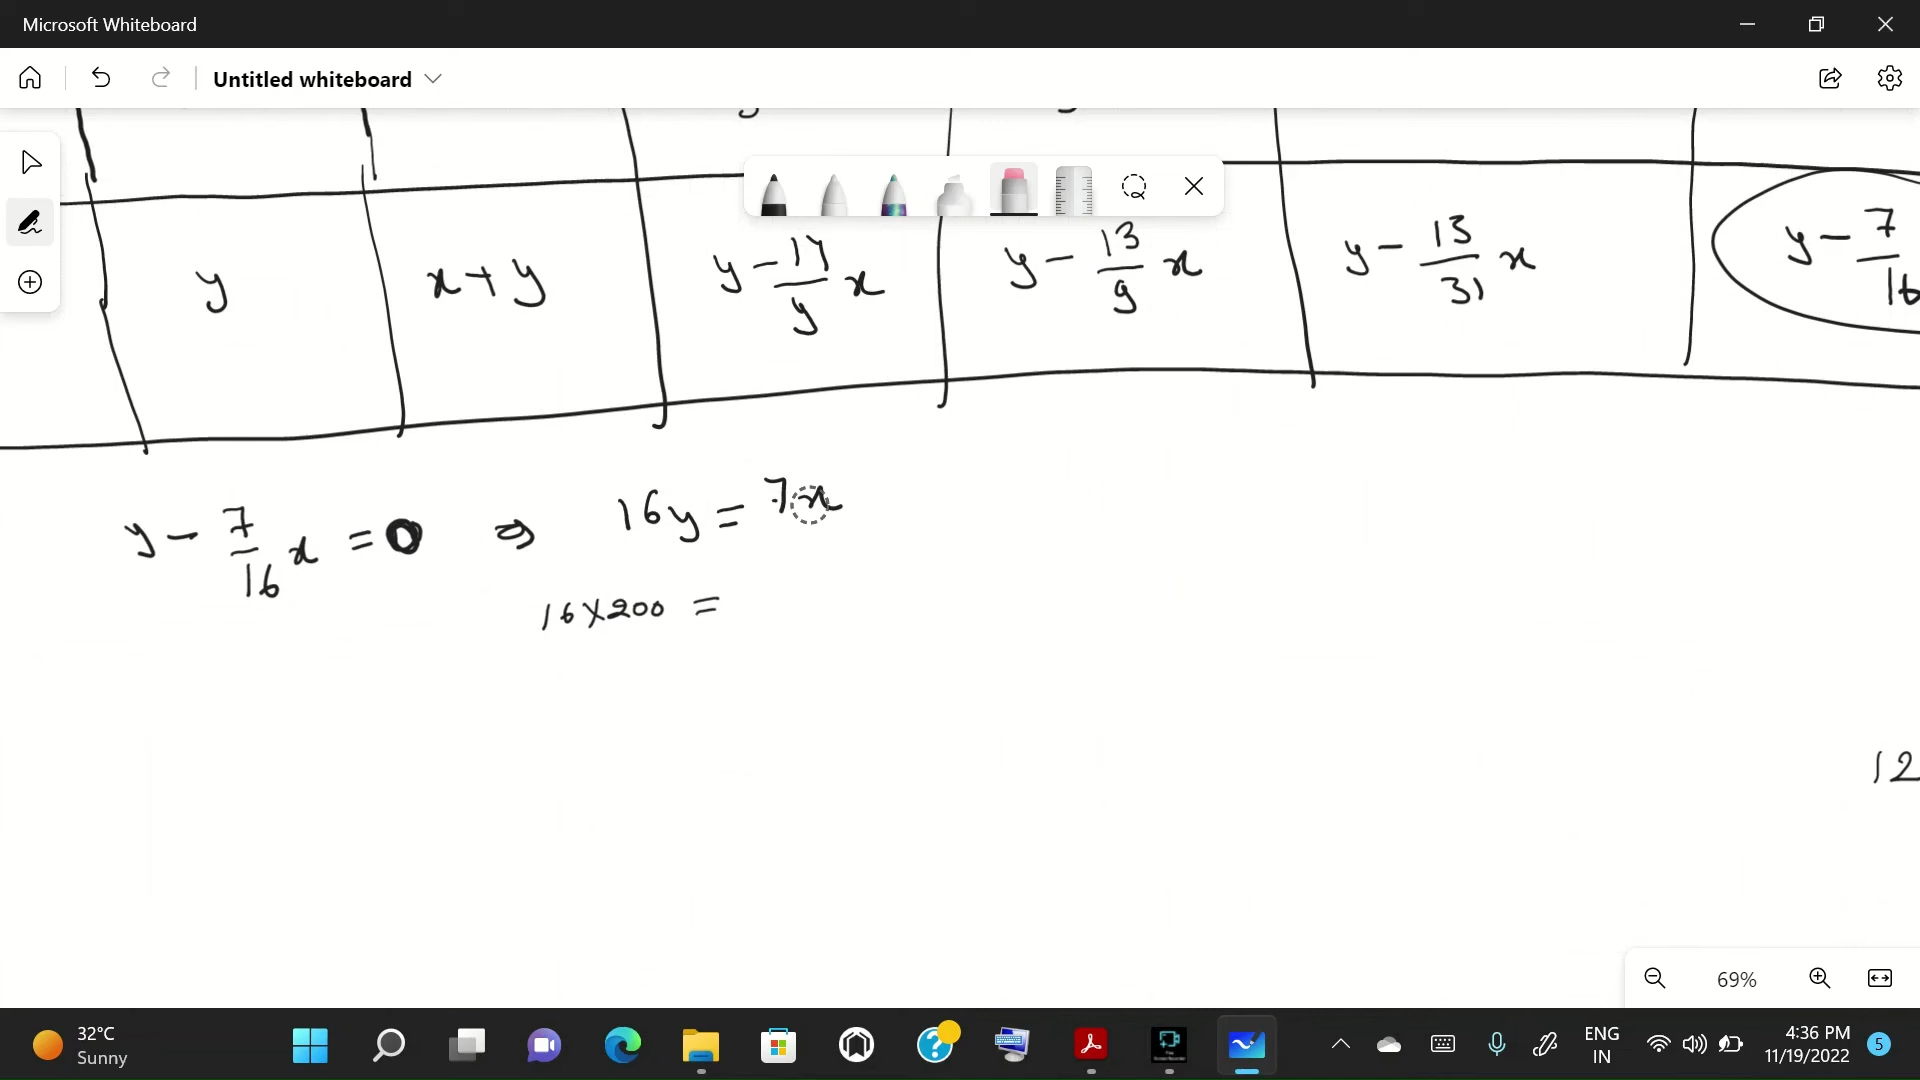 Microsoft Whiteboard
Untitled whiteboard
y
x + y
y - 17/y x
y - 13/9 x
y - 13/31 x
y - 7/16
y - 7/16 x = 0 ⇒ 16y = 7x
16 x 200 =
12
69%
32°C
Sunny
ENG
IN
4:36 PM
11/19/2022
5